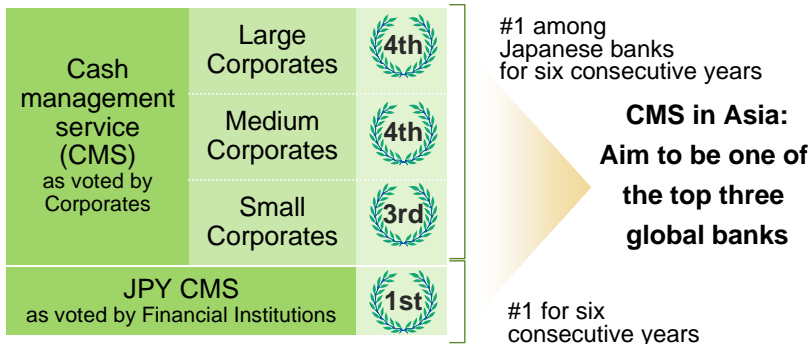 Cash
management
service
(CMS)
as voted by
Corporates
Large
Corporates
4th
Medium
Corporates
4th
Small
Corporates
3rd
JPY CMS
as voted by Financial Institutions
1st
#1 among
Japanese banks
for six consecutive years
CMS in Asia:
Aim to be one of
the top three
global banks
#1 for six
consecutive years